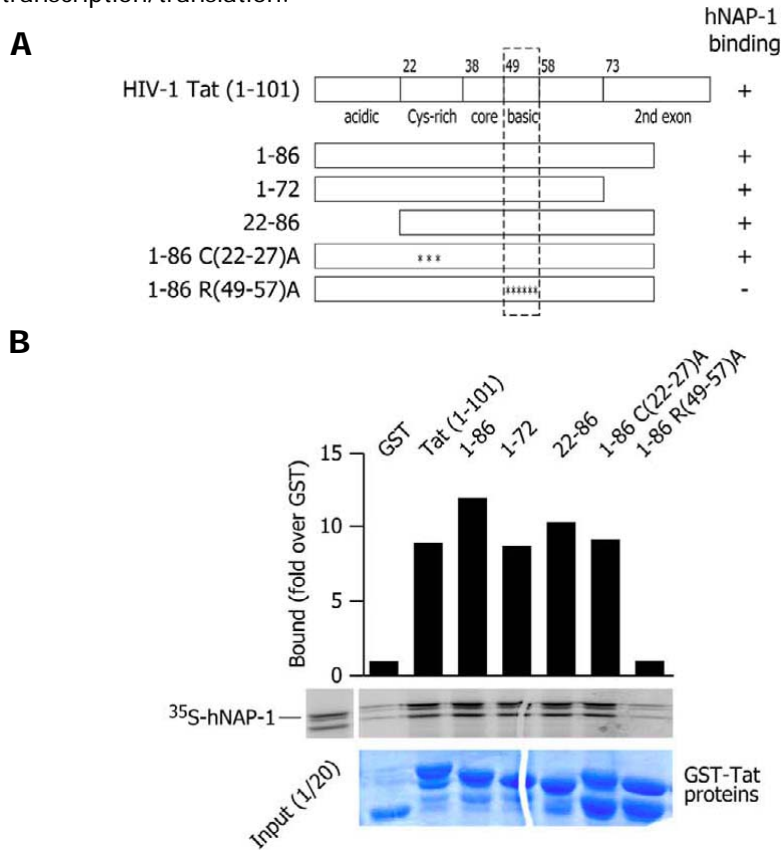 transcription/translation.
A
hNAP-1
binding
22 38 49 58 73
HIV-1 Tat (1-101) +
acidic Cys-rich core basic 2nd exon
1-86 +
1-72 +
22-86 +
1-86 C(22-27)A *** +
1-86 R(49-57)A ****** -
B
GST
Tat (1-101)
1-86
1-72
22-86
1-86 C(22-27)A
1-86 R(49-57)A
Bound (fold over GST)
15
10
5
0
35S-hNAP-1
Input (1/20)
GST-Tat
proteins